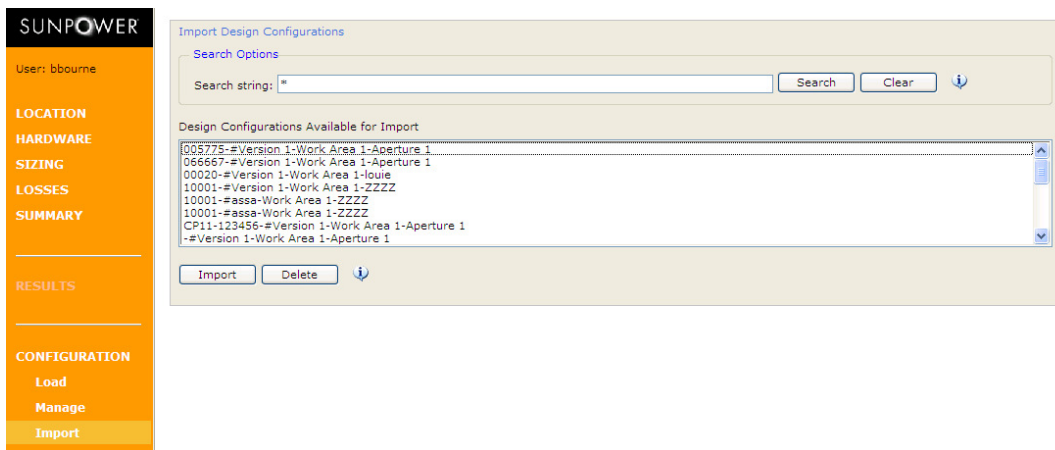 SUNPOWER
User: bbourne
LOCATION
HARDWARE
SIZING
LOSSES
SUMMARY
RESULTS
CONFIGURATION
Load
Manage
Import
Import Design Configurations
Search Options
Search string: * Search Clear
Design Configurations Available for Import
005775-#Version 1-Work Area 1-Aperture 1
066667-#Version 1-Work Area 1-Aperture 1
00020-#Version 1-Work Area 1-louie
10001-#Version 1-Work Area 1-ZZZZ
10001-#assa-Work Area 1-ZZZZ
10001-#assa-Work Area 1-ZZZZ
CP11-123456-#Version 1-Work Area 1-Aperture 1
-#Version 1-Work Area 1-Aperture 1
Import Delete